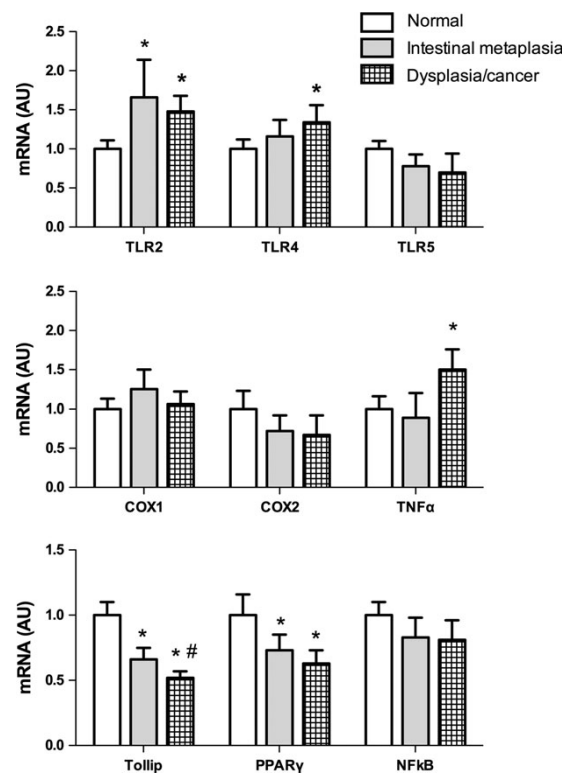 Normal
Intestinal metaplasia
Dysplasia/cancer
mRNA (AU)
2.5
2.0
1.5
1.0
0.5
0.0
* * *
TLR2 TLR4 TLR5
mRNA (AU)
2.5
2.0
1.5
1.0
0.5
0.0
*
COX1 COX2 TNFα
mRNA (AU)
1.5
1.0
0.5
0.0
* * # * *
Tollip PPARγ NFkB